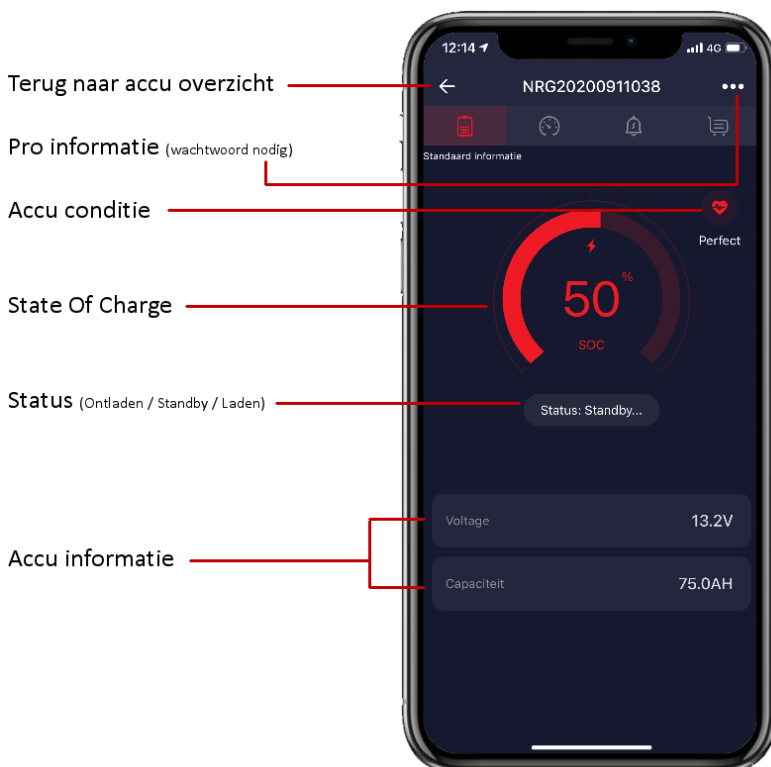 12:14
4G
Terug naar accu overzicht
NRG20200911038
Pro informatie (wachtwoord nodig)
Standaard informatie
Accu conditie
Perfect
State Of Charge
50 %
SOC
Status (Ontladen / Standby / Laden)
Status: Standby...
Voltage 13.2V
Accu informatie
Capaciteit 75.0AH